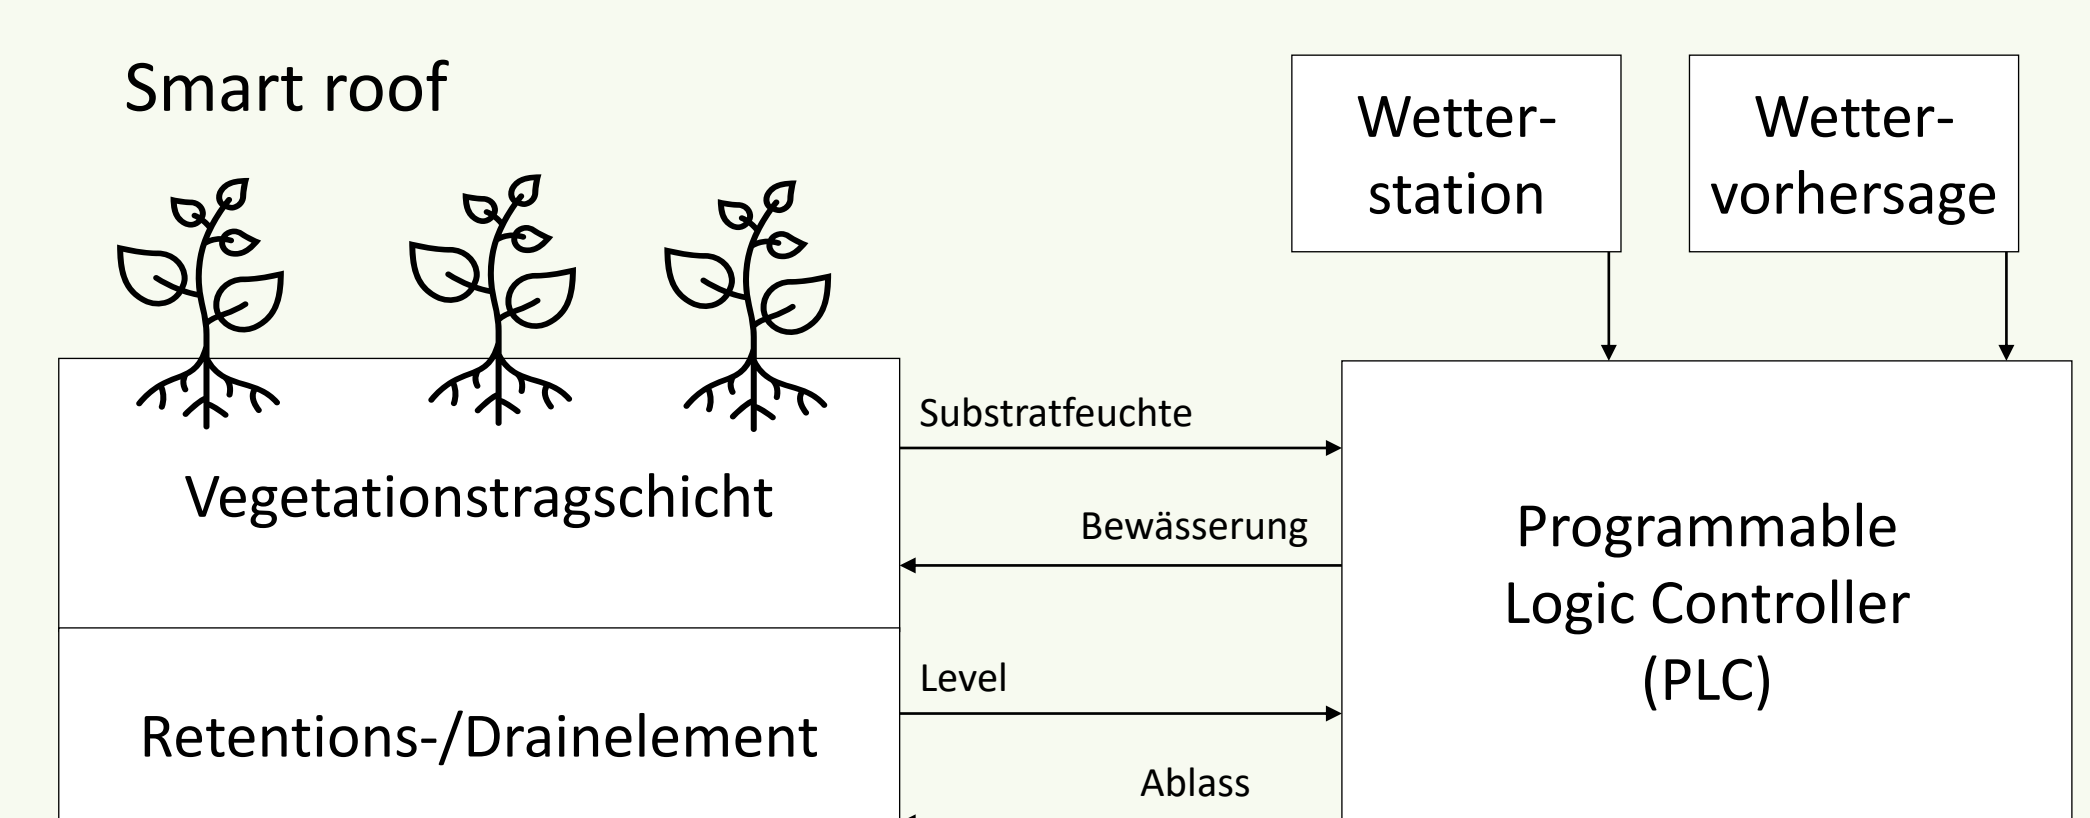 Smart roof
Wetter-
station
Wetter-
vorhersage
Substratfeuchte
Vegetationstragschicht
Bewässerung
Programmable
Logic Controller
(PLC)
Level
Retentions-/Drainelement
Ablass